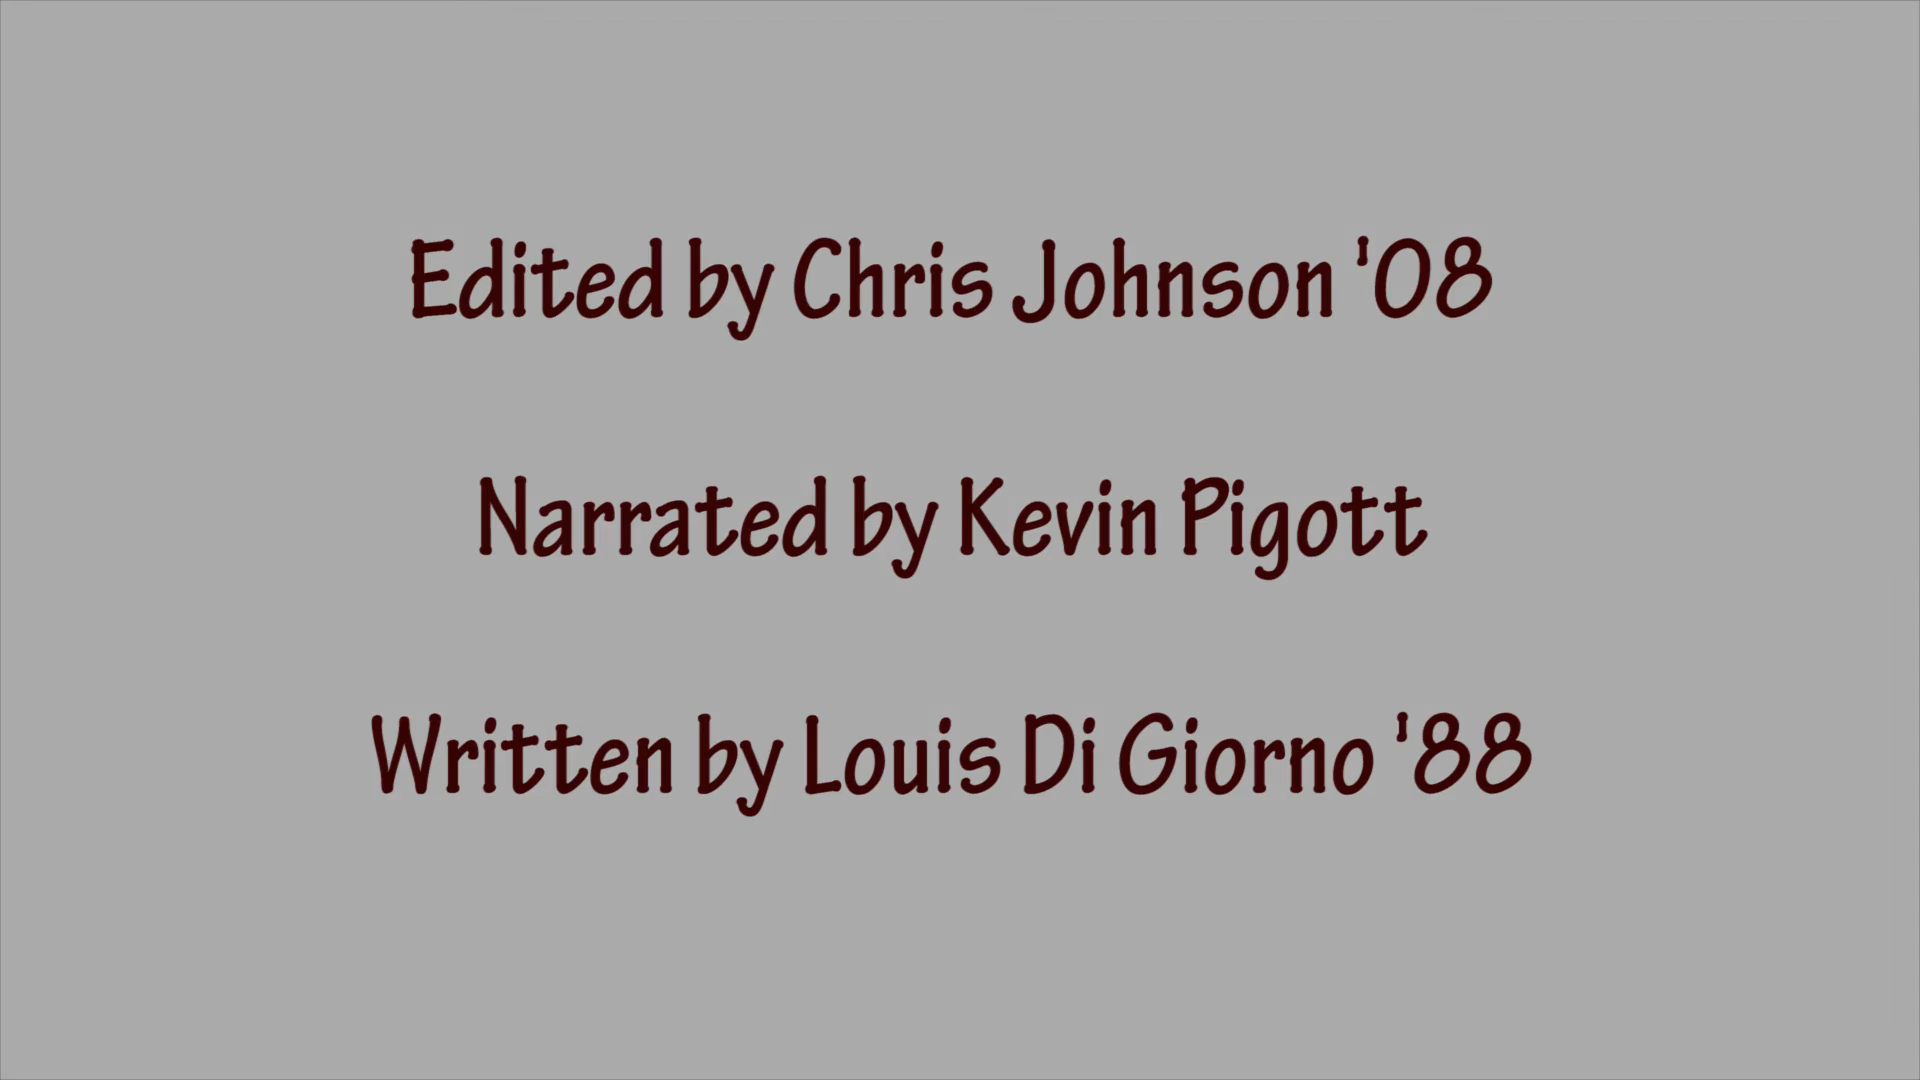 Edited by Chris Johnson '08
Narrated by Kevin Pigott
Written by Louis Di Giorno '88